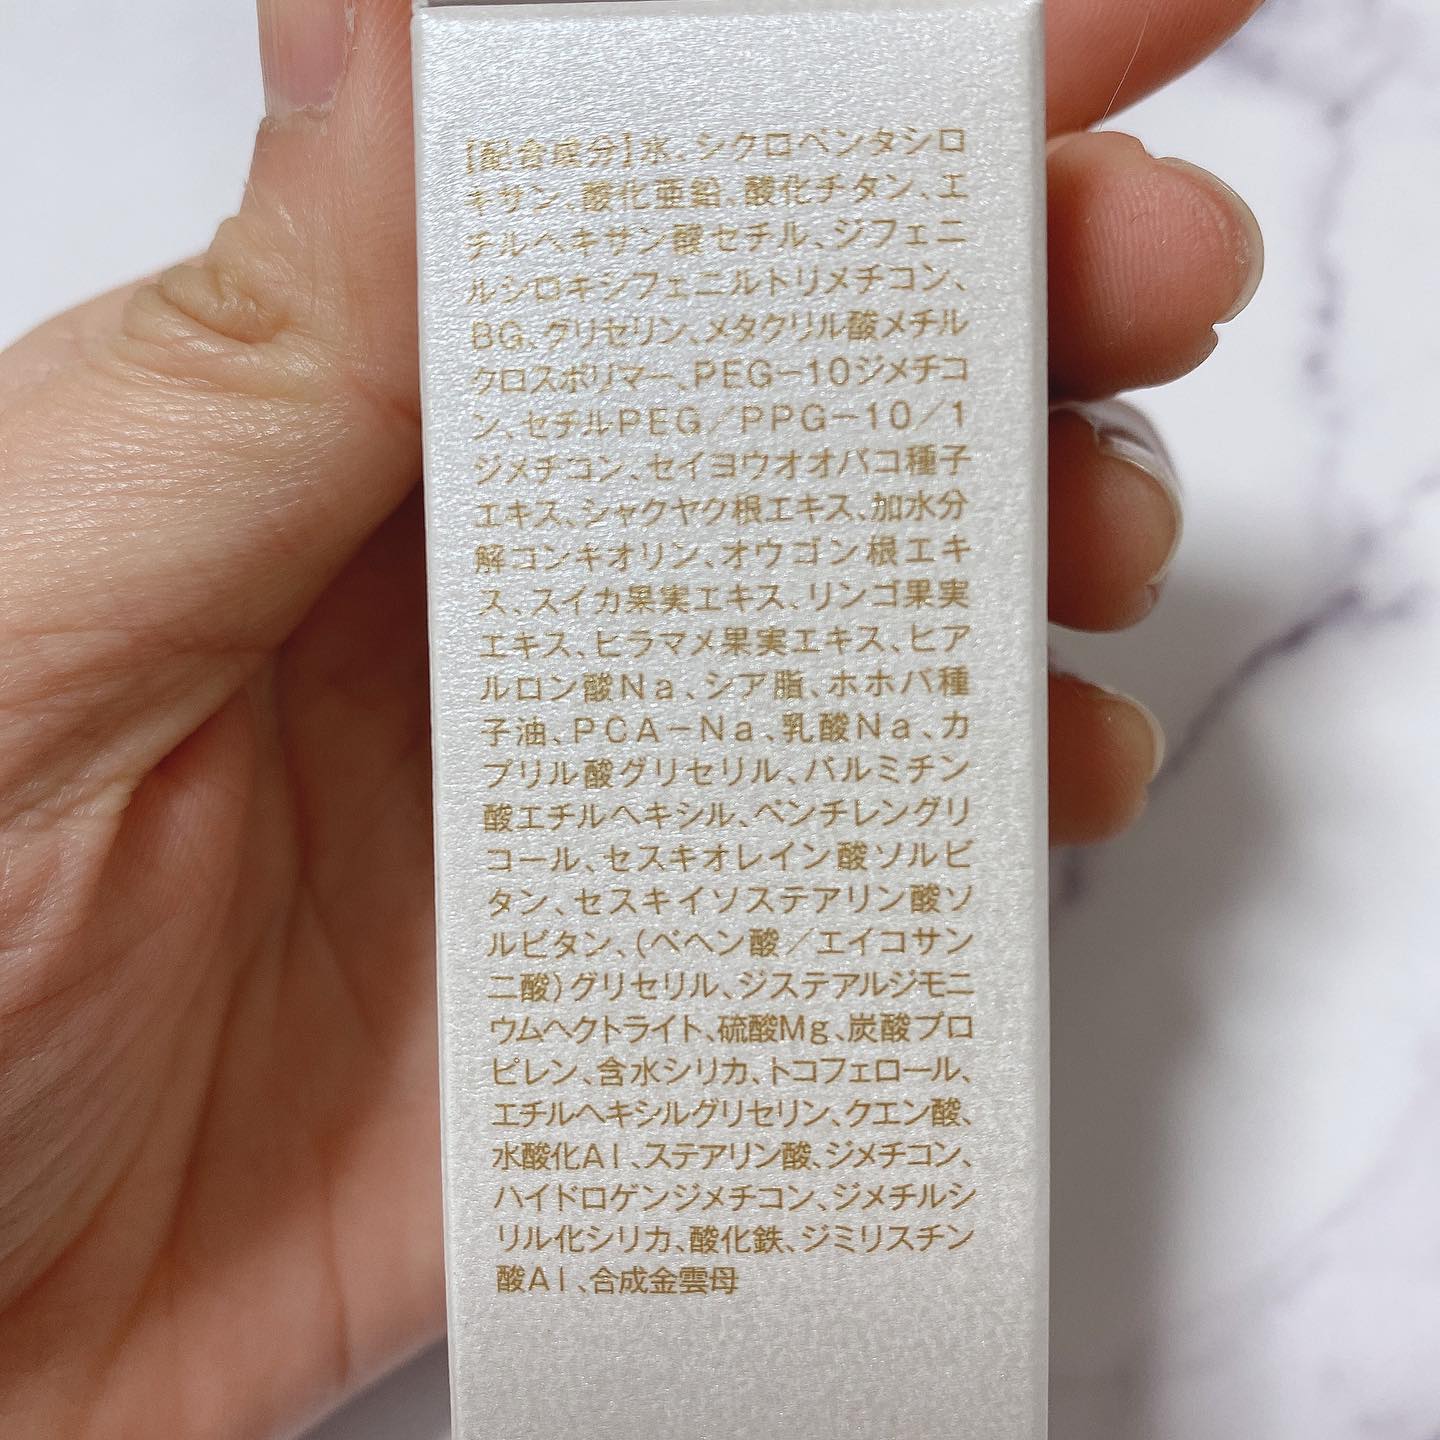 [配合成分]水、シクロペンタシロ
キサン、酸化亜鉛、酸化チタン、エ
チルヘキサン酸セチル、ジフェニ
ルシロキシフェニルトリメチコン、
BG、グリセリン、メタクリル酸メチル
クロスポリマー、PEG-10ジメチコ
ン、セチルPEG/PPG-10/1
ジメチコン、セイヨウオオバコ種子
エキス、シャクヤク根エキス、加水分
解コンキオリン、オウゴン根エキ
ス、スイカ果実エキス、リンゴ果実
エキス、ヒラマメ果実エキス、ヒア
ルロン酸Na、シア脂、ホホバ種
子油、PCA-Na、乳酸Na、カ
プリル酸グリセリル、パルミチン
酸エチルヘキシル、ペンチレングリ
コール、セスキオレイン酸ソルビ
タン、セスキイソステアリン酸ソ
ルビタン、(ベヘン酸/エイコサン
二酸)グリセリル、ジステアルジモニ
ウムヘクトライト、硫酸Mg、炭酸プロ
ピレン、含水シリカ、トコフェロール、
エチルヘキシルグリセリン、クエン酸、
水酸化Al、ステアリン酸、ジメチコン、
ハイドロゲンジメチコン、ジメチルシ
リル化シリカ、酸化鉄、ジミリスチン
酸Al、合成金雲母